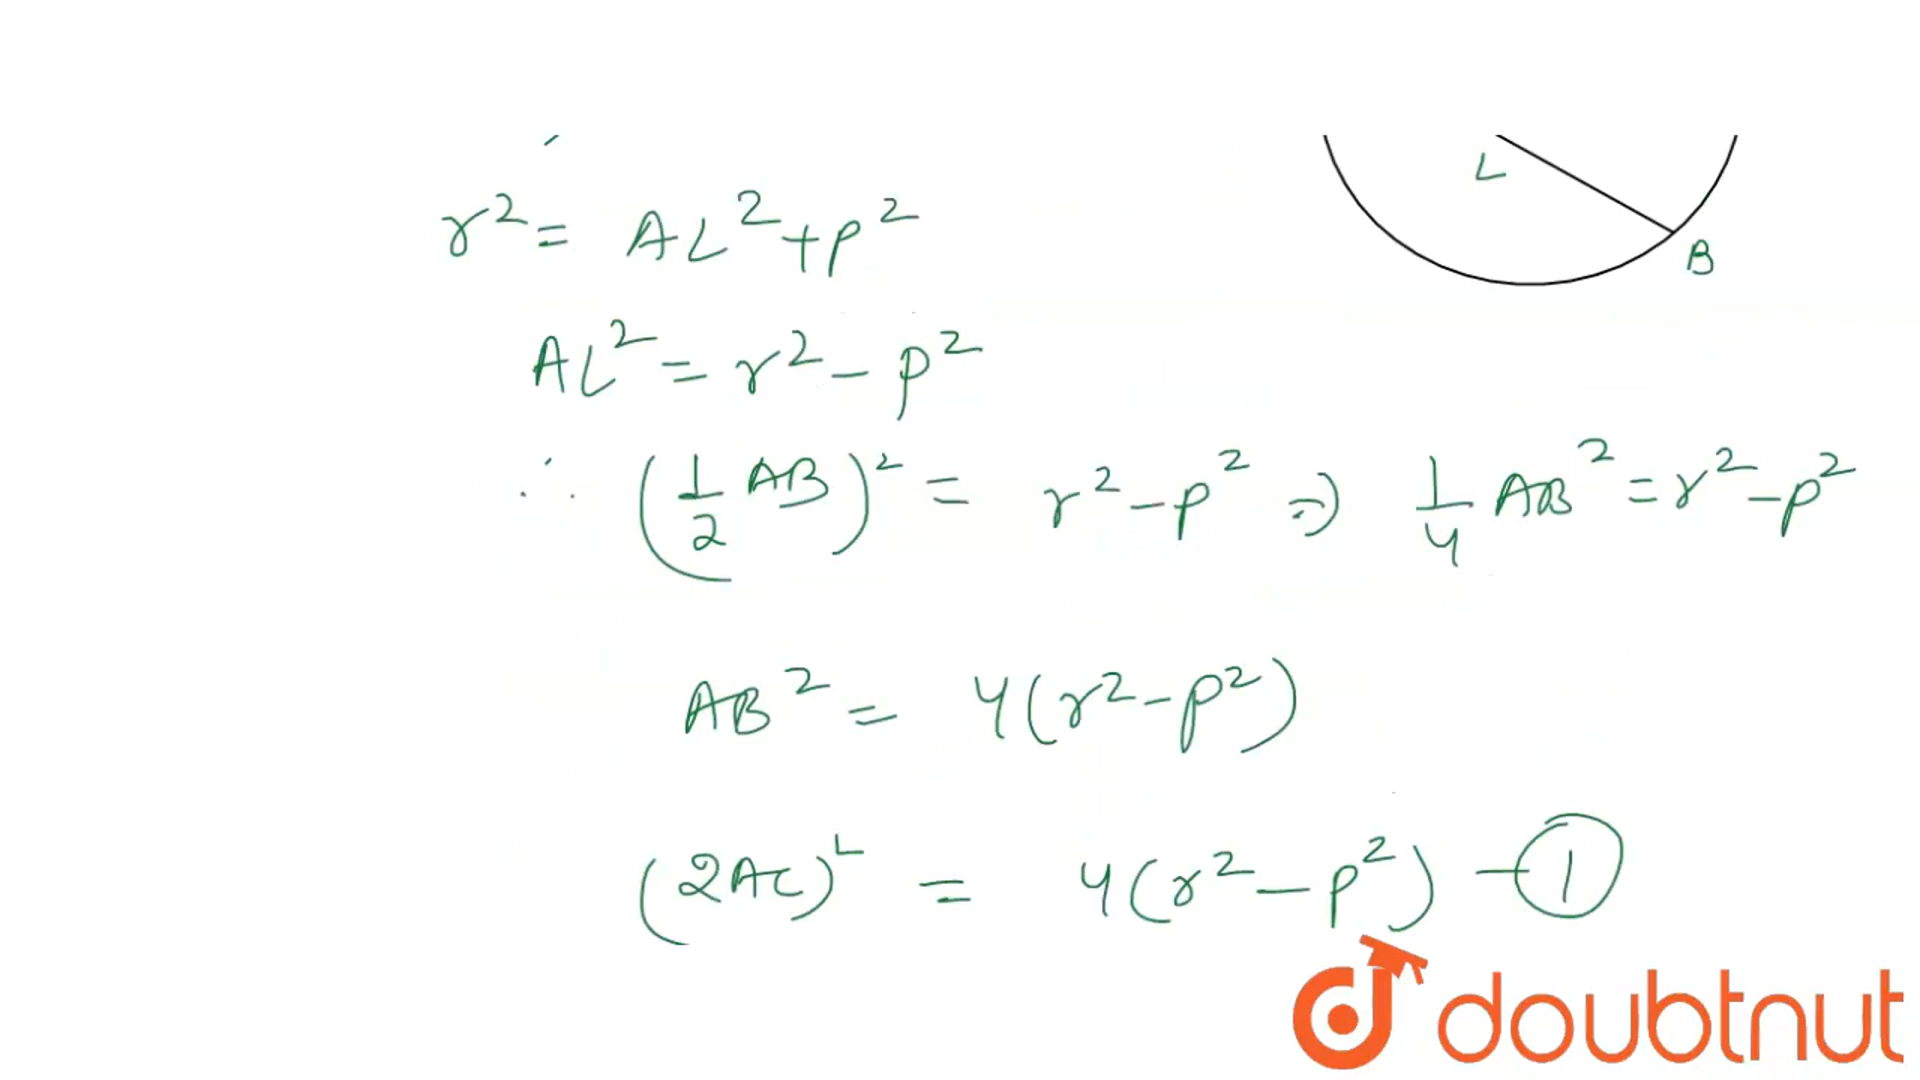 L
B
r² = AL² + p²
AL² = r² - p²
∴ (1/2 AB)² = r² - p² ⇒ 1/4 AB² = r² - p²
AB² = 4(r² - p²)
(2AC)² = 4(r² - p²) — ①
doubtnut